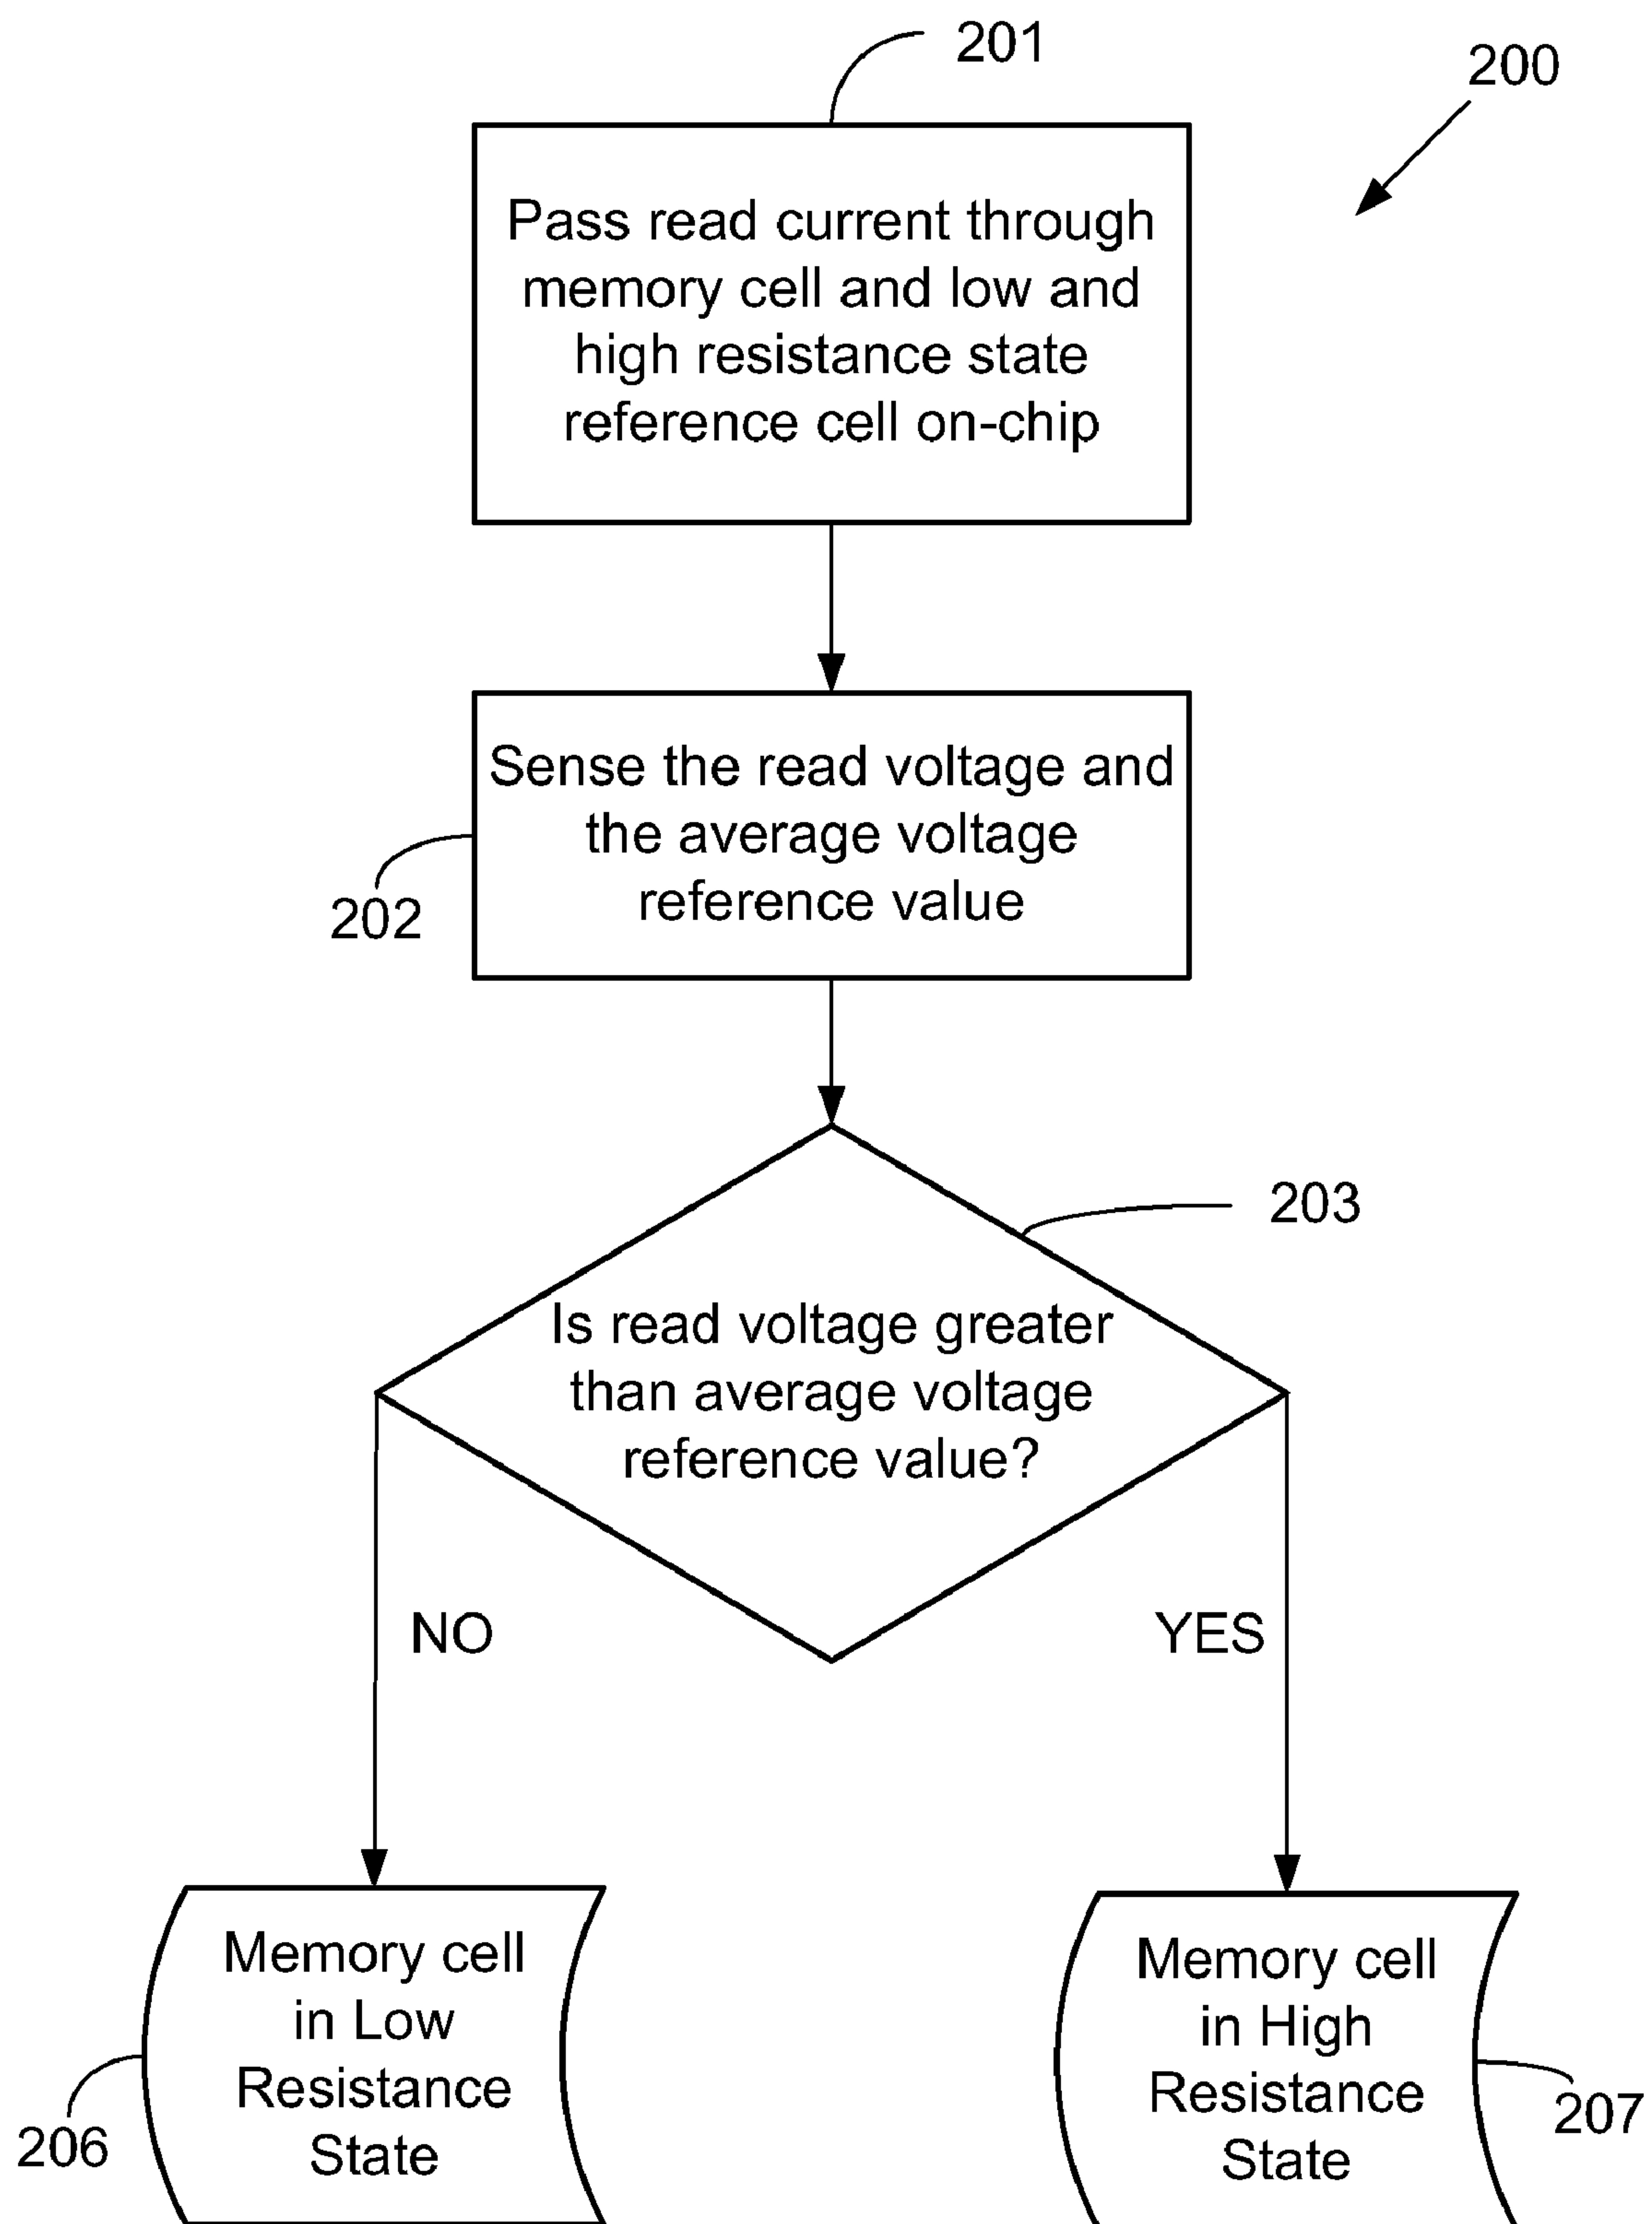 201
200
Pass read current through
memory cell and low and
high resistance state
reference cell on-chip
Sense the read voltage and
the average voltage
reference value
202
203
Is read voltage greater
than average voltage
reference value?
NO
YES
Memory cell
in Low
Resistance
State
206
Memory cell
in High
Resistance
State
207